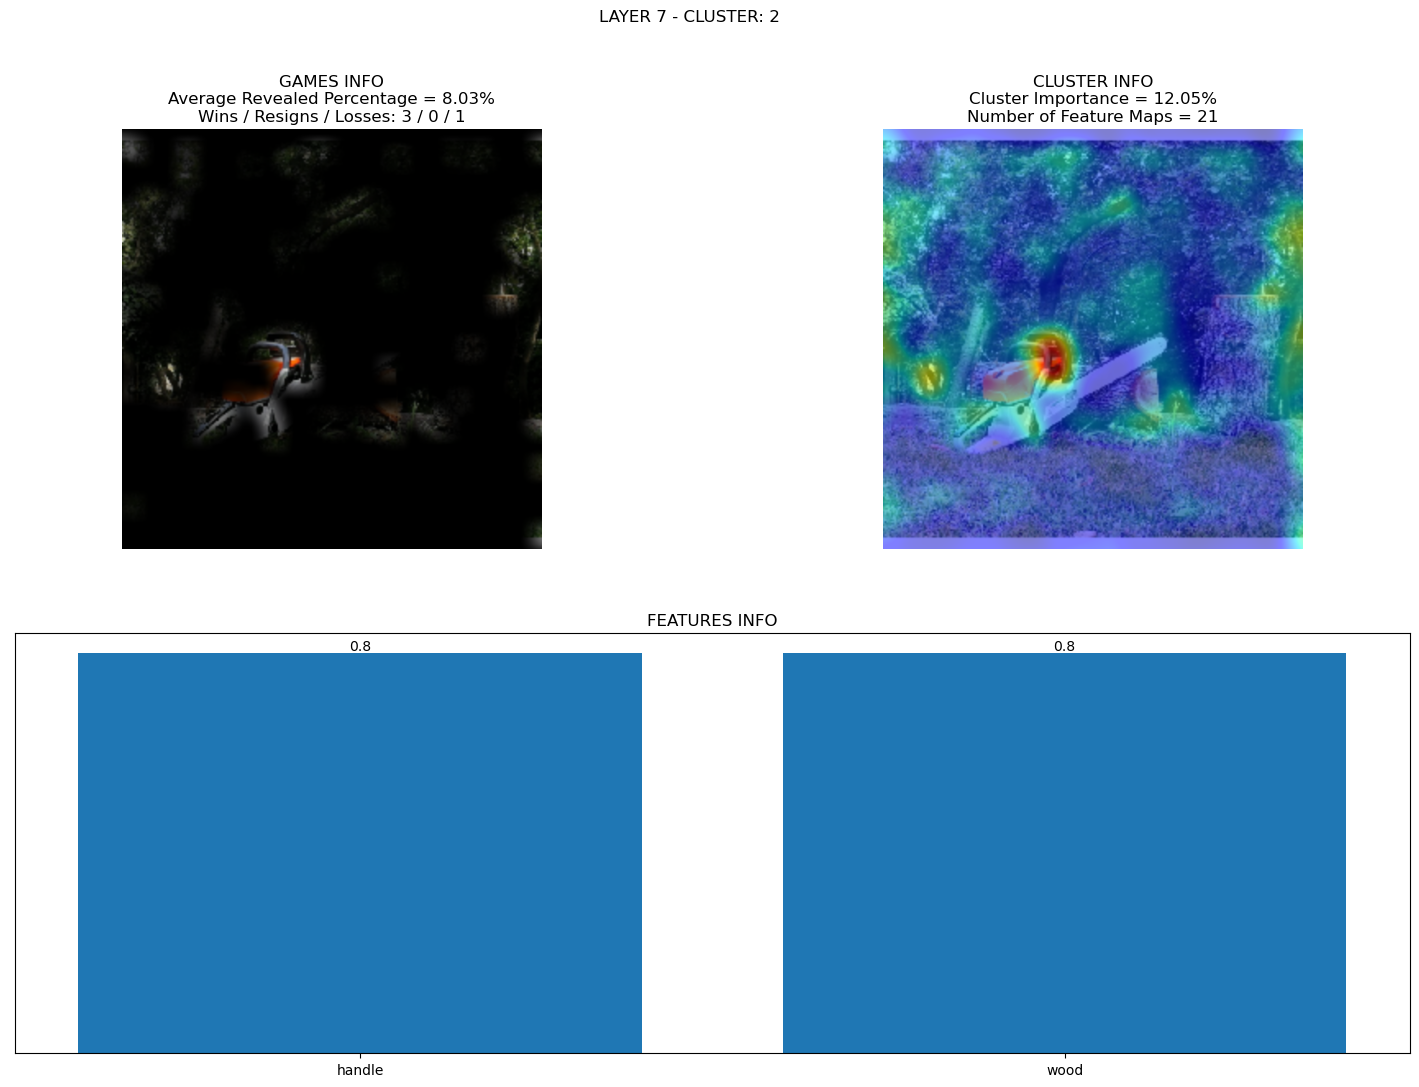 LAYER 7 - CLUSTER: 2
GAMES INFO
Average Revealed Percentage = 8.03%
Wins / Resigns / Losses: 3 / 0 / 1
CLUSTER INFO
Cluster Importance = 12.05%
Number of Feature Maps = 21
FEATURES INFO
0.8
0.8
handle
wood